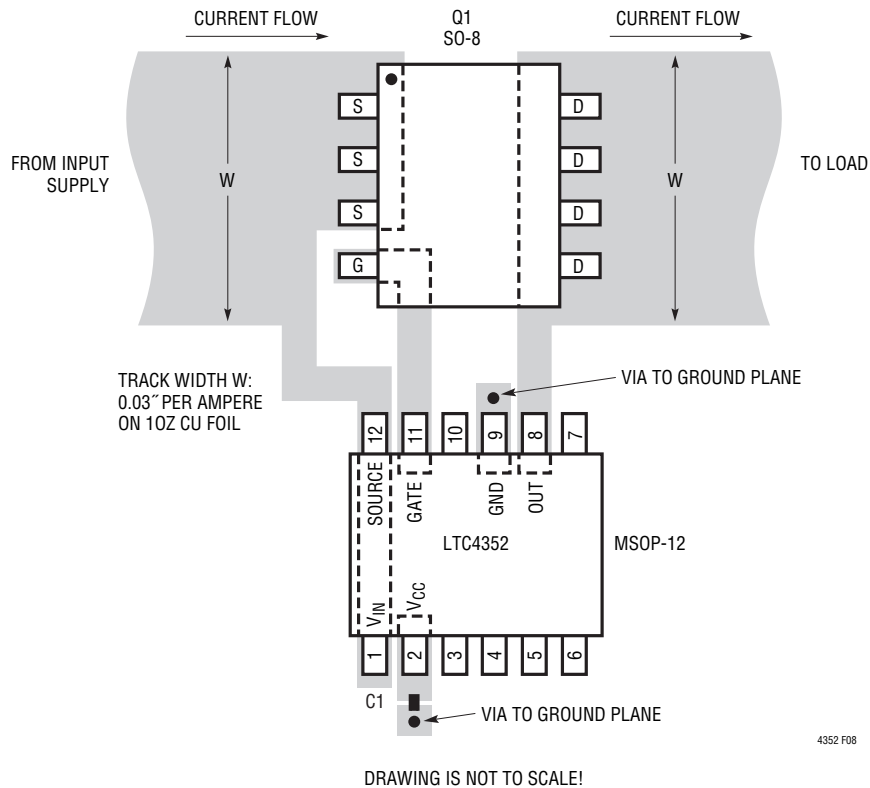 CURRENT FLOW
Q1
SO-8
CURRENT FLOW
S
D
FROM INPUT
SUPPLY
W
S
D
W
TO LOAD
S
D
G
D
TRACK WIDTH W:
0.03˝ PER AMPERE
ON 1OZ CU FOIL
VIA TO GROUND PLANE
12
11
10
9
8
7
SOURCE
GATE
GND
OUT
LTC4352
MSOP-12
VIN
VCC
1
2
3
4
5
6
C1
VIA TO GROUND PLANE
4352 F08
DRAWING IS NOT TO SCALE!